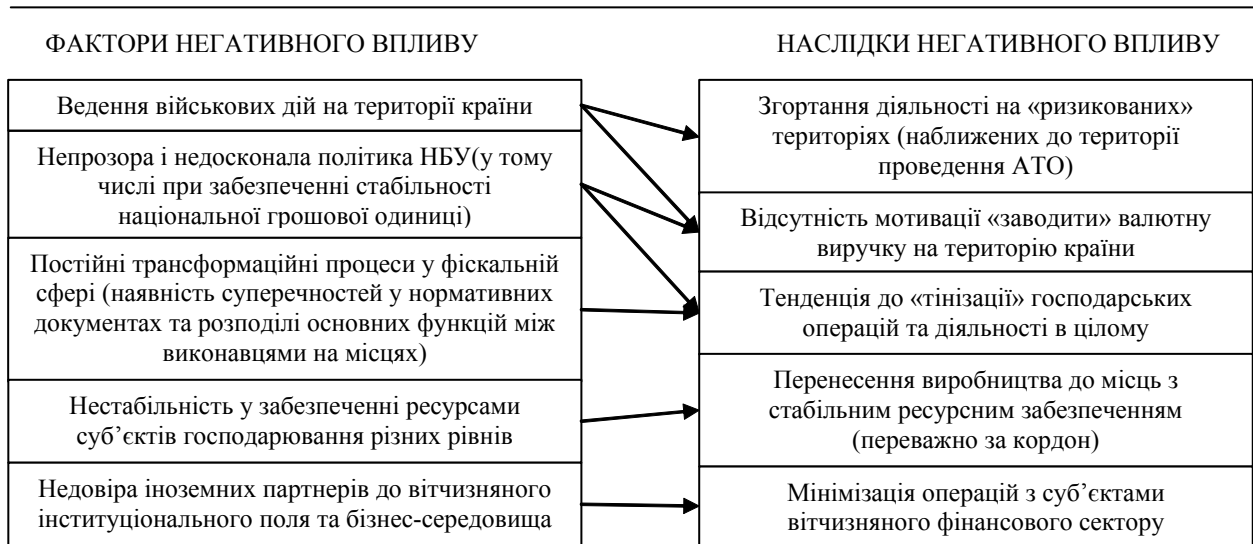 ФАКТОРИ НЕГАТИВНОГО ВПЛИВУ
Ведення військових дій на території країни
Непрозора і недосконала політика НБУ(у тому
числі при забезпеченні стабільності
національної грошової одиниці)
Постійні трансформаційні процеси у фіскальній
сфері (наявність суперечностей у нормативних
документах та розподілі основних функцій між
виконавцями на місцях)
Нестабільність у забезпеченні ресурсами
суб’єктів господарювання різних рівнів
Недовіра іноземних партнерів до вітчизняного
інституціонального поля та бізнес-середовища
НАСЛІДКИ НЕГАТИВНОГО ВПЛИВУ
Згортання діяльності на «ризикованих»
територіях (наближених до території
проведення АТО)
Відсутність мотивації «заводити» валютну
виручку на територію країни
Тенденція до «тінізації» господарських
операцій та діяльності в цілому
Перенесення виробництва до місць з
стабільним ресурсним забезпеченням
(переважно за кордон)
Мінімізація операцій з суб’єктами
вітчизняного фінансового сектору